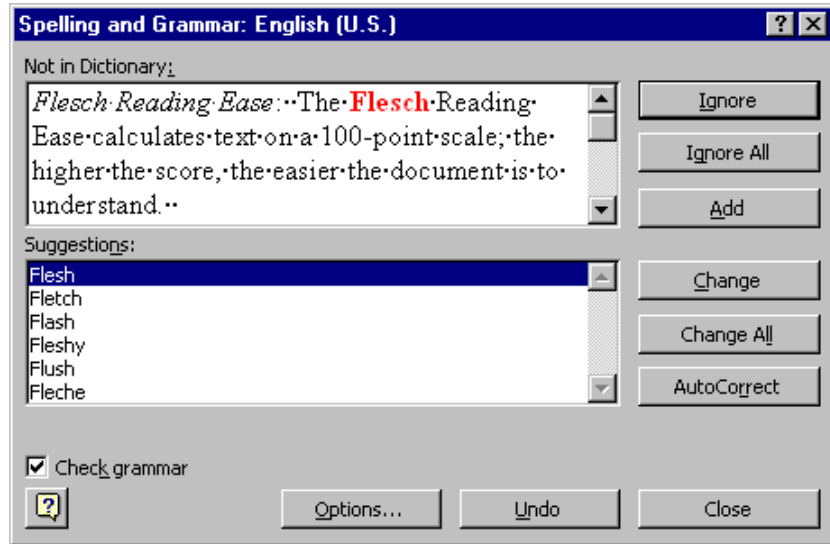 Spelling and Grammar: English (U.S.)
Not in Dictionary:
Flesch·Reading·Ease:··The·Flesch·Reading·
Ease·calculates·text·on·a·100-point·scale;·the·
higher·the·score,·the·easier·the·document·is·to·
understand.··
Ignore
Ignore All
Add
Suggestions:
Flesh
Fletch
Flash
Fleshy
Flush
Fleche
Change
Change All
AutoCorrect
Check grammar
Options...
Undo
Close